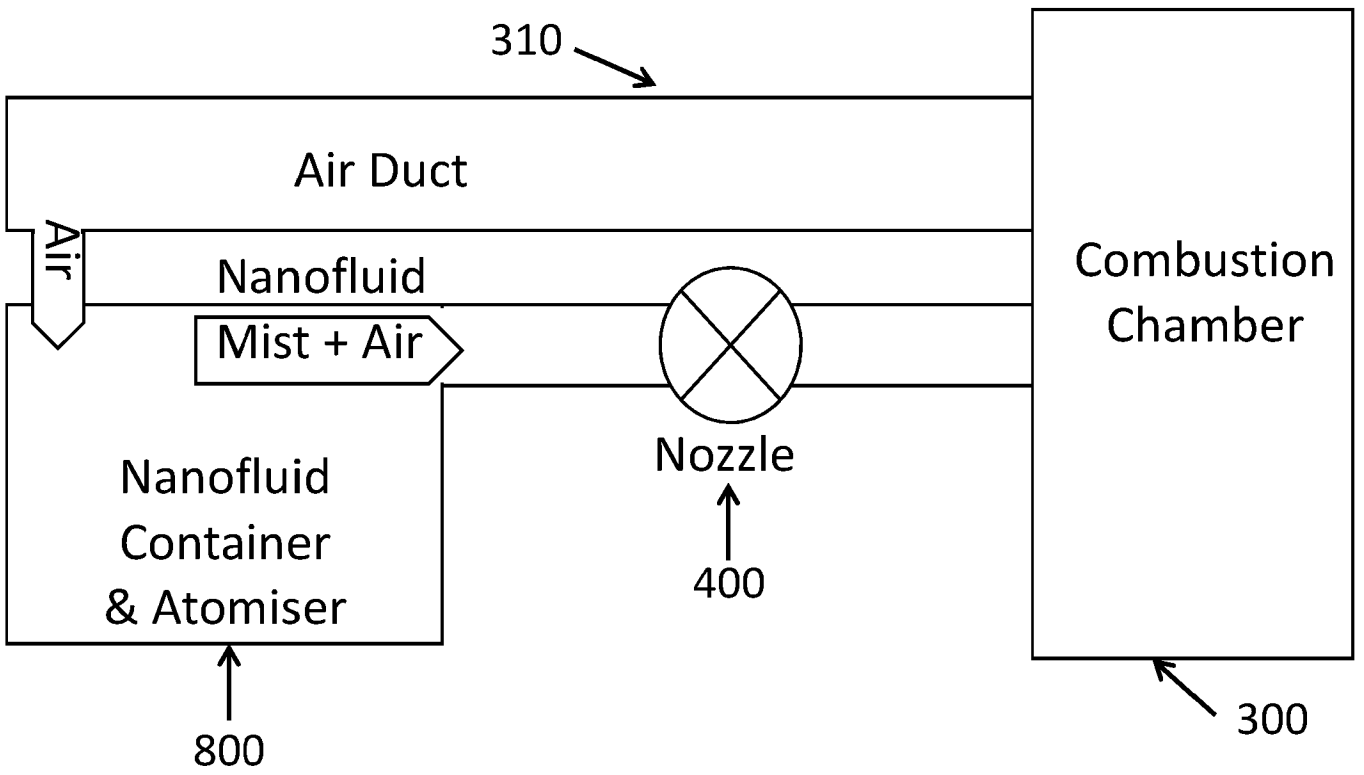 310
Air Duct
Air
Nanofluid
Mist + Air
Combustion
Chamber
Nozzle
400
Nanofluid
Container
& Atomiser
800
300